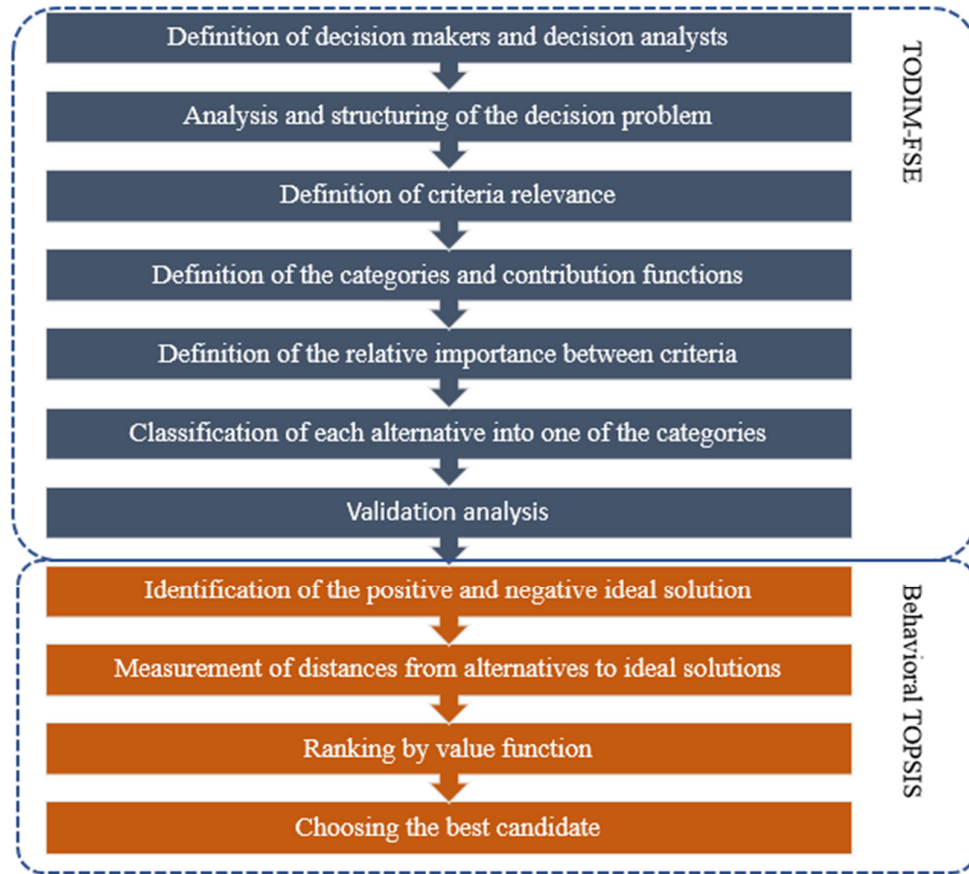 Definition of decision makers and decision analysts
Analysis and structuring of the decision problem
Definition of criteria relevance
Definition of the categories and contribution functions
Definition of the relative importance between criteria
Classification of each alternative into one of the categories
Validation analysis
TODIM-FSE
Identification of the positive and negative ideal solution
Measurement of distances from alternatives to ideal solutions
Ranking by value function
Choosing the best candidate
Behavioral TOPSIS